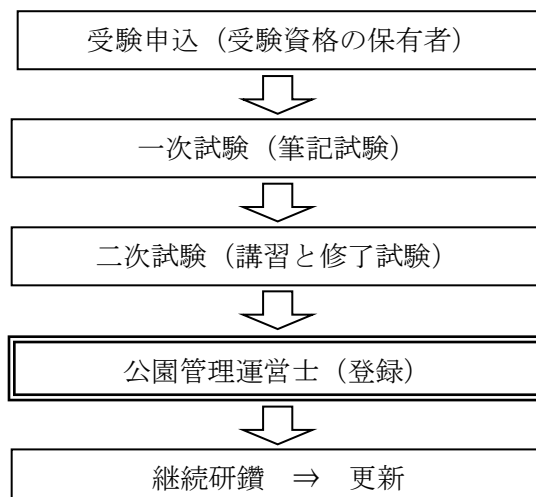 受験申込（受験資格の保有者）
一次試験（筆記試験）
二次試験（講習と修了試験）
公園管理運営士（登録）
継続研鑽　⇒　更新